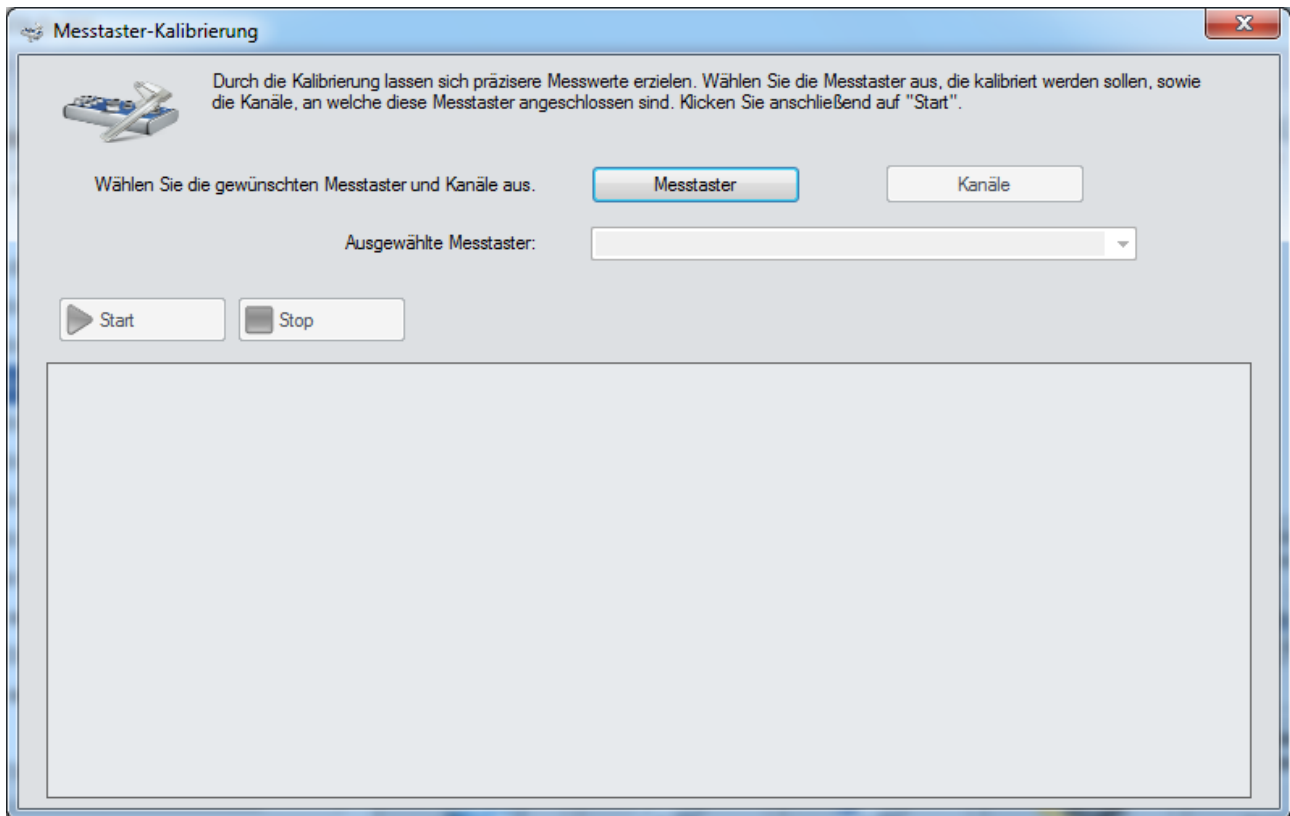 Messtaster-Kalibrierung
Durch die Kalibrierung lassen sich präzisere Messwerte erzielen. Wählen Sie die Messtaster aus, die kalibriert werden sollen, sowie
die Kanäle, an welche diese Messtaster angeschlossen sind. Klicken Sie anschließend auf "Start".
Wählen Sie die gewünschten Messtaster und Kanäle aus. Messtaster Kanäle
Ausgewählte Messtaster:
Start Stop